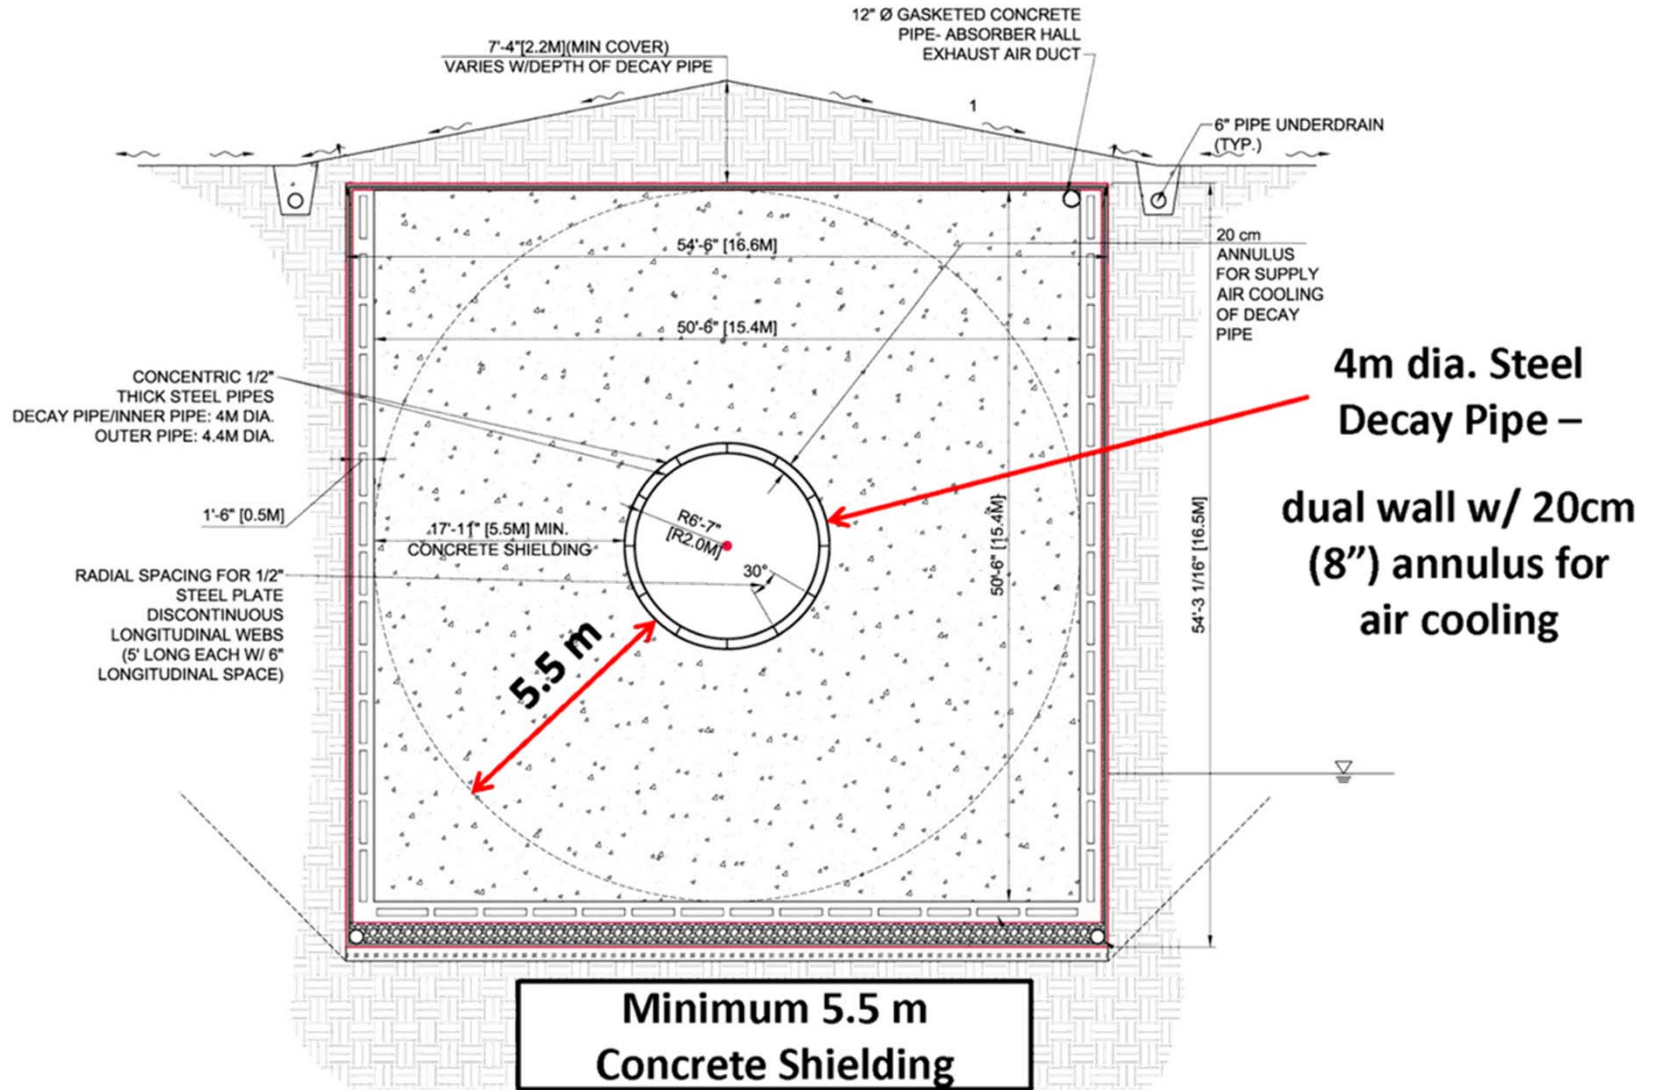 12" Ø GASKETED CONCRETE
PIPE- ABSORBER HALL
EXHAUST AIR DUCT
7'-4"[2.2M](MIN COVER)
VARIES W/DEPTH OF DECAY PIPE
1
6" PIPE UNDERDRAIN
(TYP.)
54'-6" [16.6M]
20 cm
ANNULUS
FOR SUPPLY
AIR COOLING
OF DECAY
PIPE
50'-6" [15.4M]
CONCENTRIC 1/2"
THICK STEEL PIPES
DECAY PIPE/INNER PIPE: 4M DIA.
OUTER PIPE: 4.4M DIA.
4m dia. Steel
Decay Pipe –
dual wall w/ 20cm
(8”) annulus for
air cooling
1'-6" [0.5M]
17'-11" [5.5M] MIN.
CONCRETE SHIELDING
R6'-7"
[R2.0M]
30°
50'-6" [15.4M]
54'-3 1/16" [16.5M]
RADIAL SPACING FOR 1/2"
STEEL PLATE
DISCONTINUOUS
LONGITUDINAL WEBS
(5' LONG EACH W/ 6"
LONGITUDINAL SPACE)
5.5 m
Minimum 5.5 m
Concrete Shielding